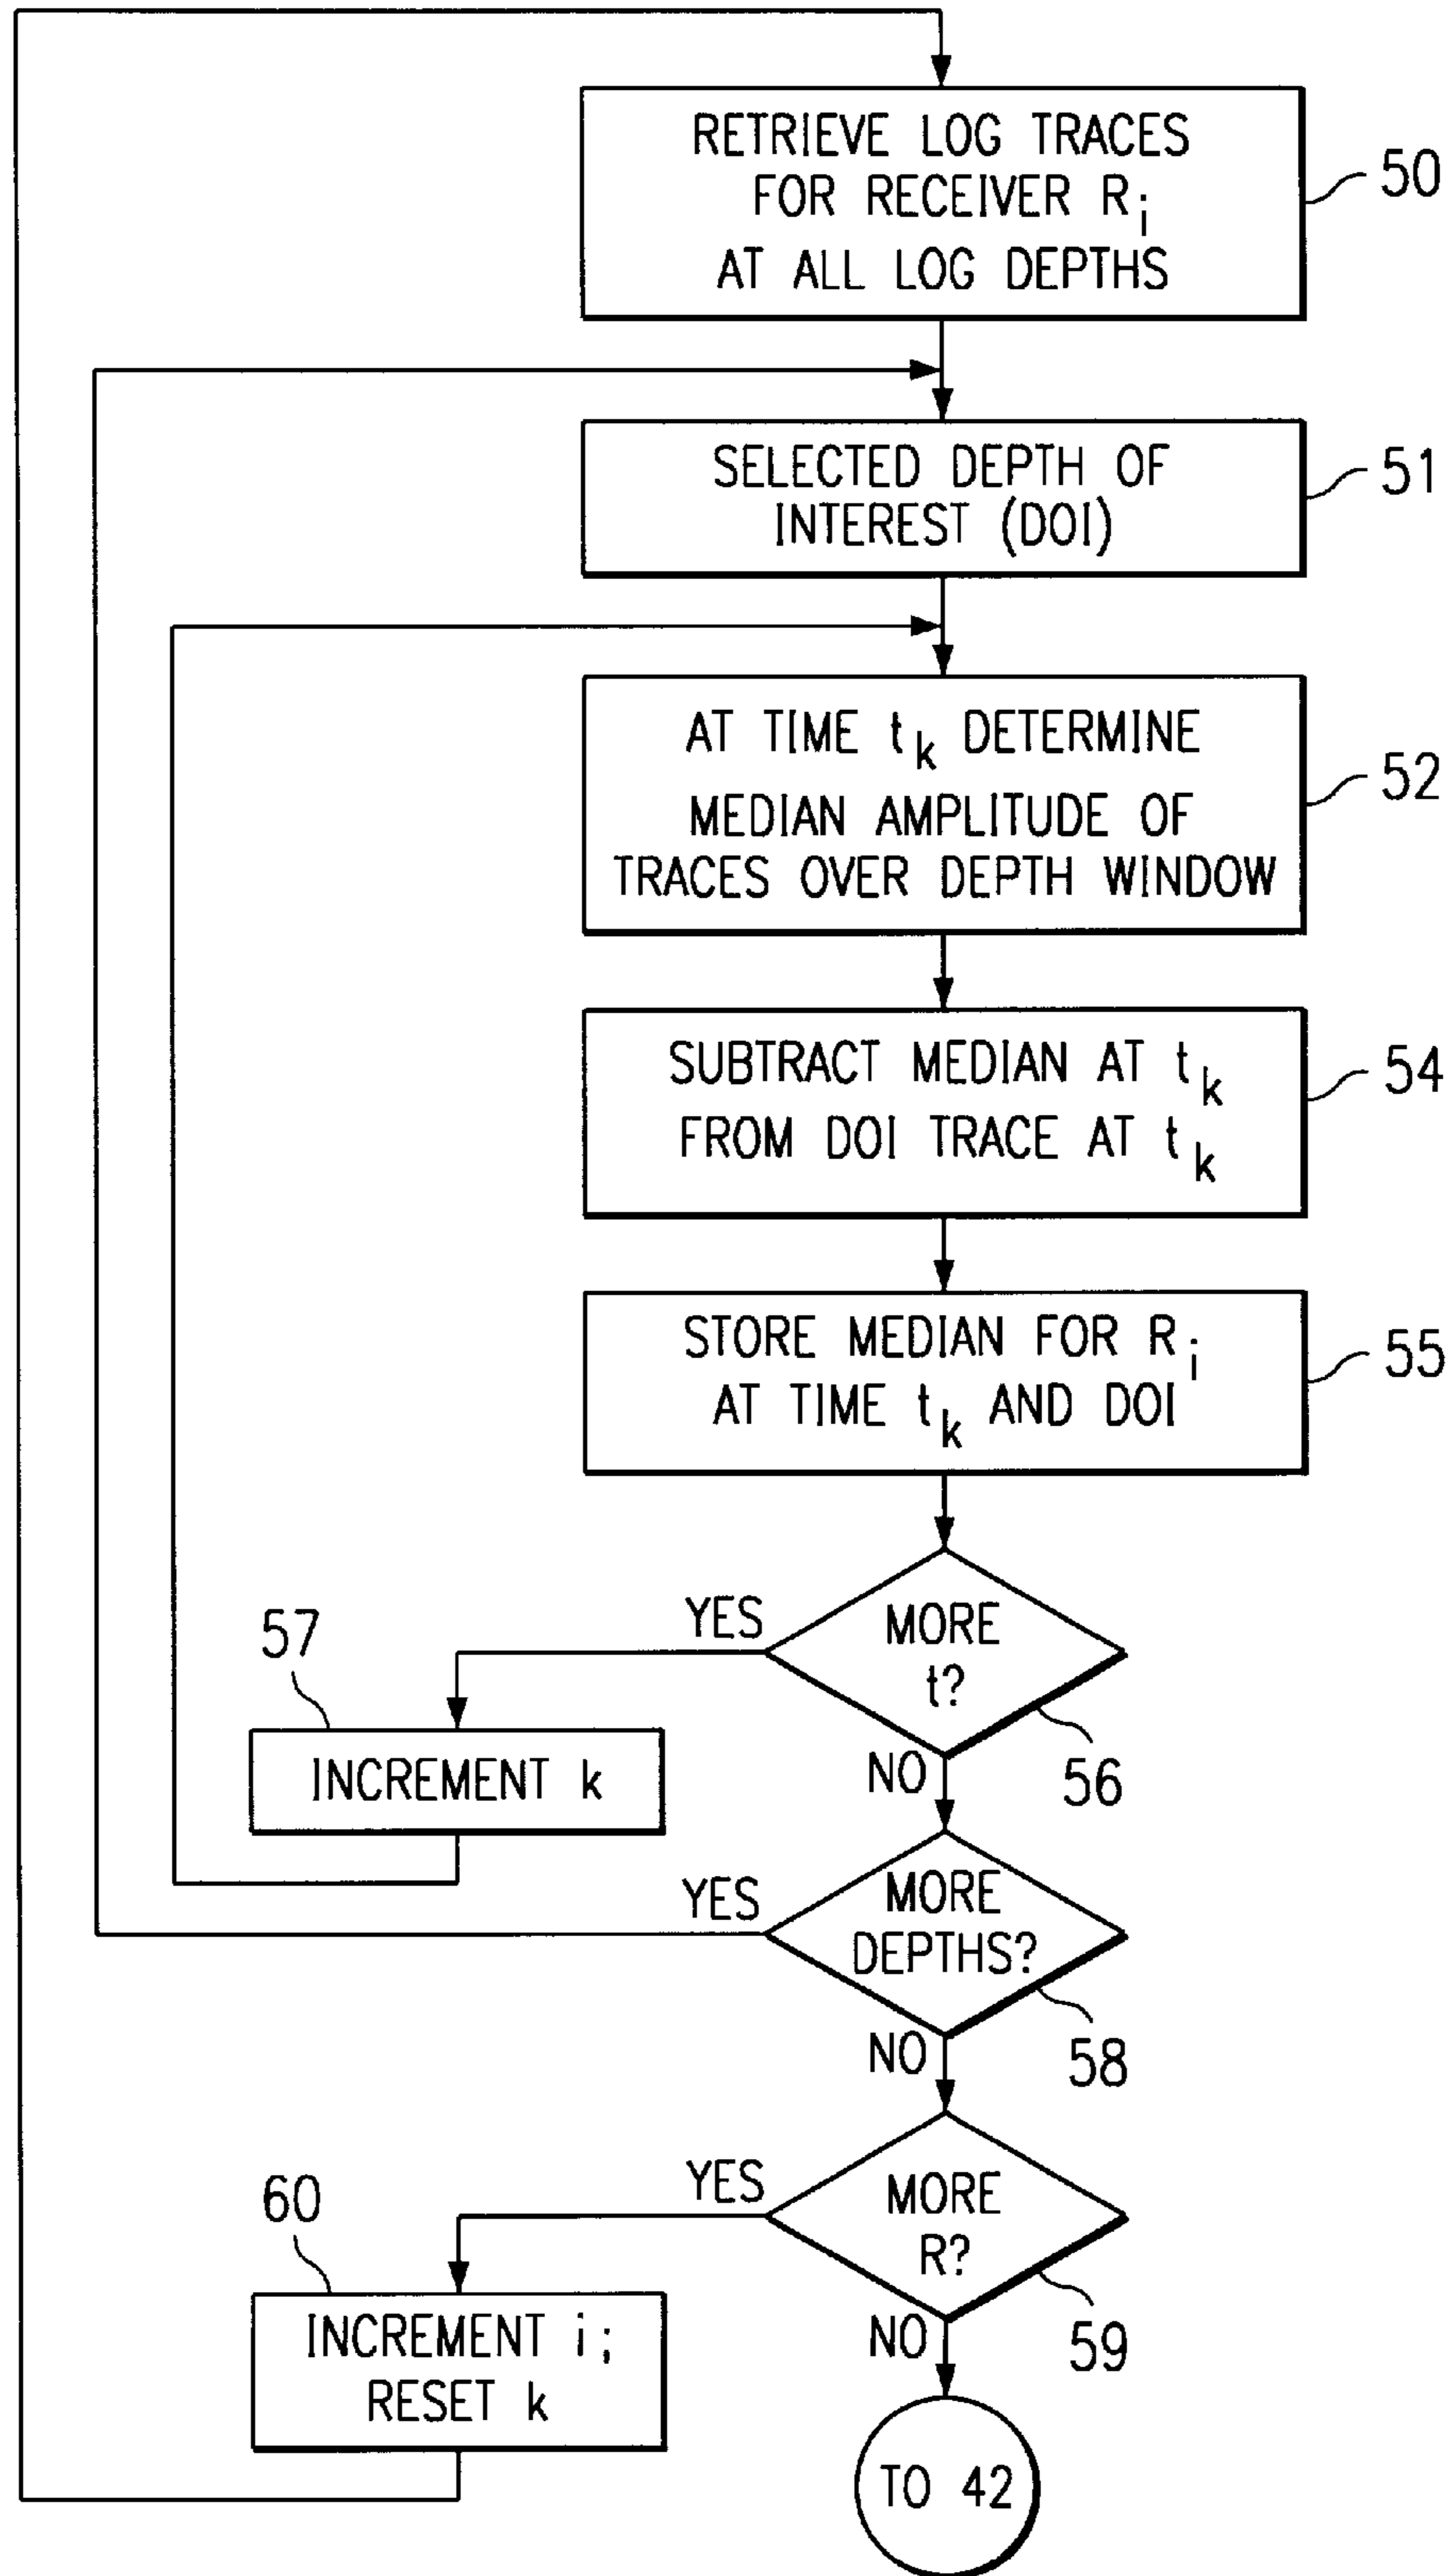 RETRIEVE LOG TRACES
FOR RECEIVER Ri
AT ALL LOG DEPTHS
50
SELECTED DEPTH OF
INTEREST (DOI)
51
AT TIME tk DETERMINE
MEDIAN AMPLITUDE OF
TRACES OVER DEPTH WINDOW
52
SUBTRACT MEDIAN AT tk
FROM DOI TRACE AT tk
54
STORE MEDIAN FOR Ri
AT TIME tk AND DOI
55
MORE
t?
56
YES
NO
57
INCREMENT k
MORE
DEPTHS?
58
YES
NO
MORE
R?
59
YES
NO
60
INCREMENT i;
RESET k
TO 42